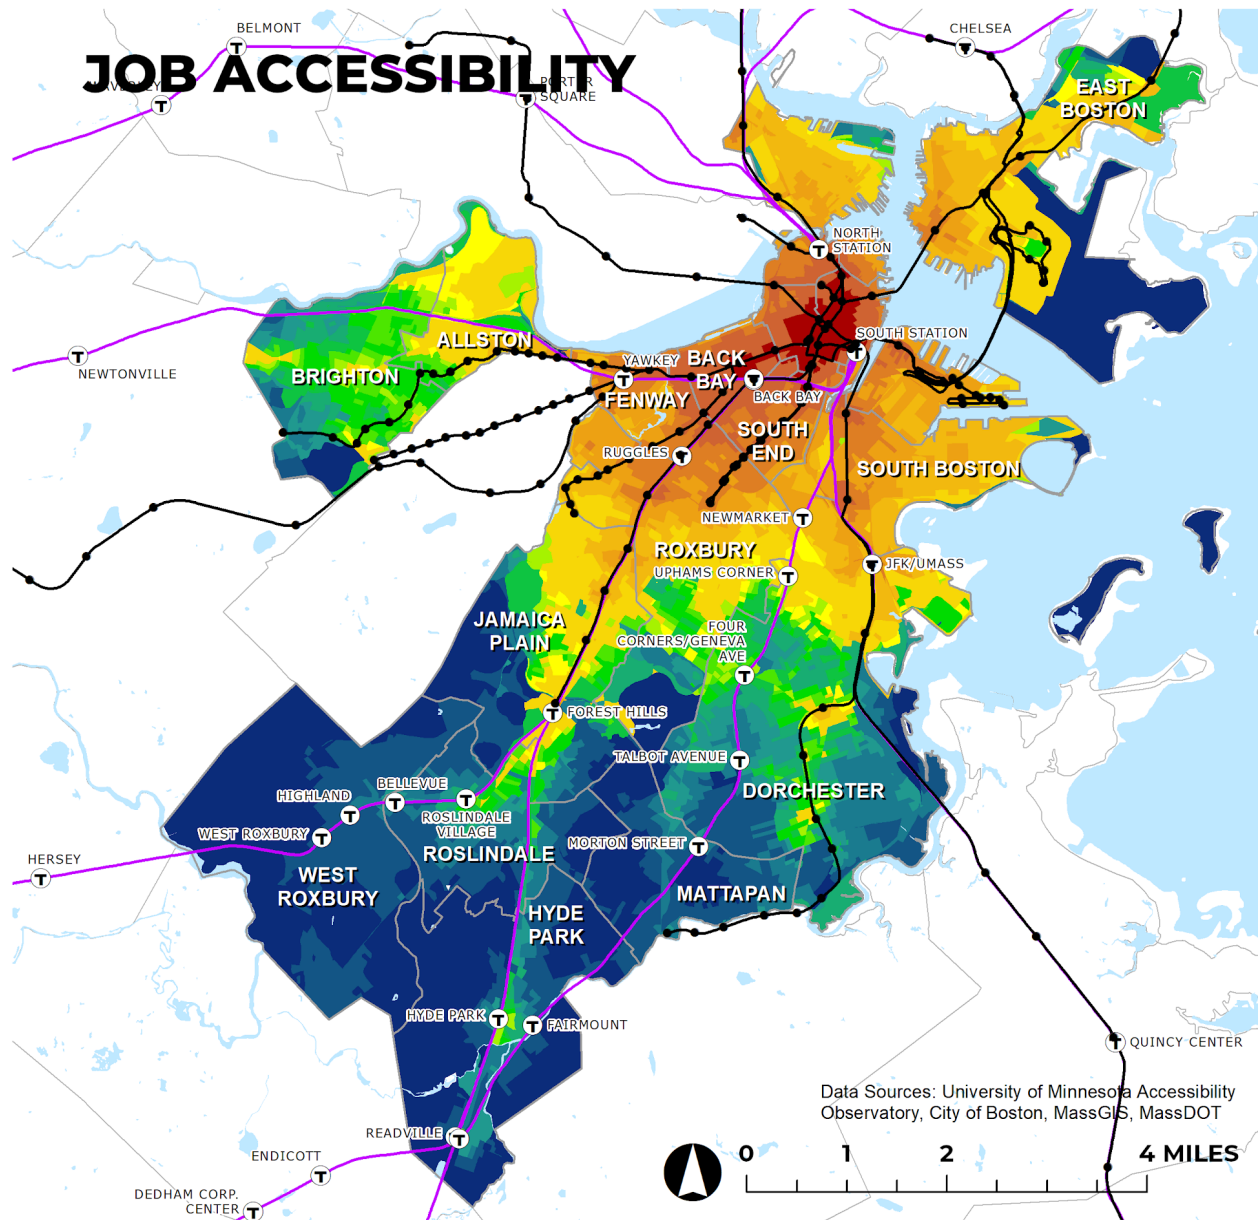 BELMONT
CHELSEA
JOB ACCESSIBILITY
WAVERLEY
PORTER
SQUARE
EAST
BOSTON
NORTH
STATION
SOUTH STATION
ALLSTON
NEWTONVILLE
YAWKEY
BACK
BAY
BRIGHTON
FENWAY
BACK BAY
SOUTH
END
RUGGLES
SOUTH BOSTON
NEWMARKET
ROXBURY
UPHAMS CORNER
JFK/UMASS
JAMAICA
PLAIN
FOUR
CORNERS/GENEVA
AVE
FOREST HILLS
TALBOT AVENUE
BELLEVUE
HIGHLAND
DORCHESTER
ROSLINDALE
VILLAGE
WEST ROXBURY
MORTON STREET
HERSEY
ROSLINDALE
WEST
ROXBURY
MATTAPAN
HYDE
PARK
HYDE PARK
FAIRMOUNT
QUINCY CENTER
Data Sources: University of Minnesota Accessibility
Observatory, City of Boston, MassGIS, MassDOT
READVILLE
ENDICOTT
0 1 2 4 MILES
DEDHAM CORP.
CENTER